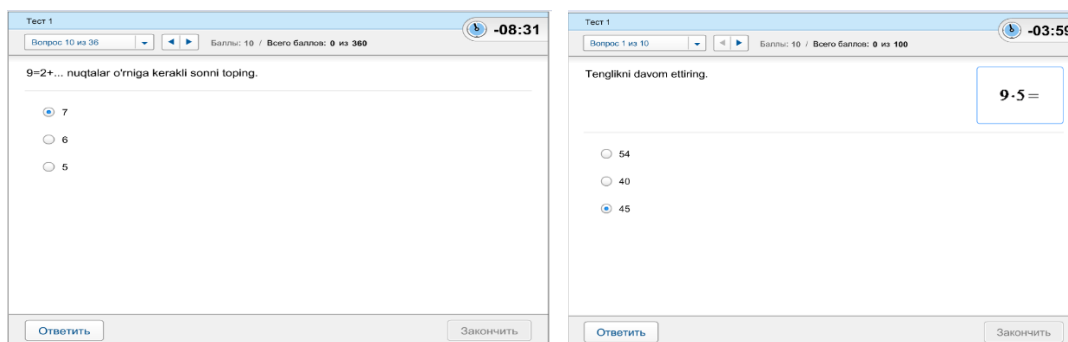 Тест 1
Вопрос 10 из 36
Баллы: 10 / Всего баллов: 0 из 360
-08:31
9=2+... nuqtalar o'rniga kerakli sonni toping.
7
6
5
Ответить
Закончить
Тест 1
Вопрос 1 из 10
Баллы: 10 / Всего баллов: 0 из 100
-03:59
Tenglikni davom ettiring.
9·5=
54
40
45
Ответить
Закончить